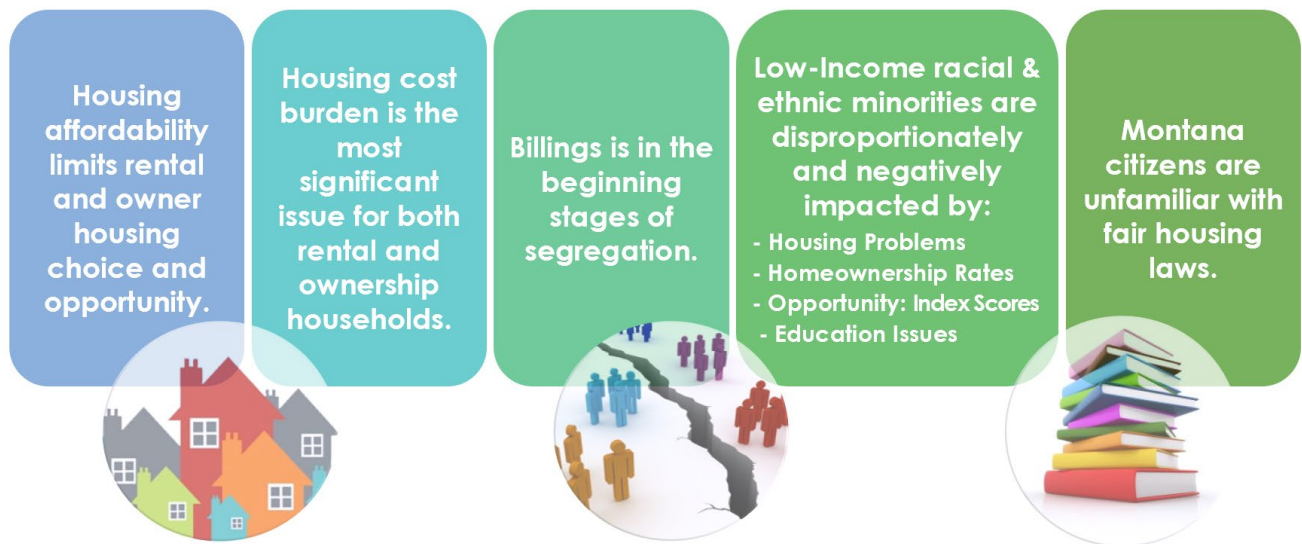 Housing
affordability
limits rental
and owner
housing
choice and
opportunity.
Housing cost
burden is the
most
significant
issue for both
rental and
ownership
households.
Billings is in the
beginning
stages of
segregation.
Low-Income racial &
ethnic minorities are
disproportionately
and negatively
impacted by:
- Housing Problems
- Homeownership Rates
- Opportunity: Index Scores
- Education Issues
Montana
citizens are
unfamiliar with
fair housing
laws.